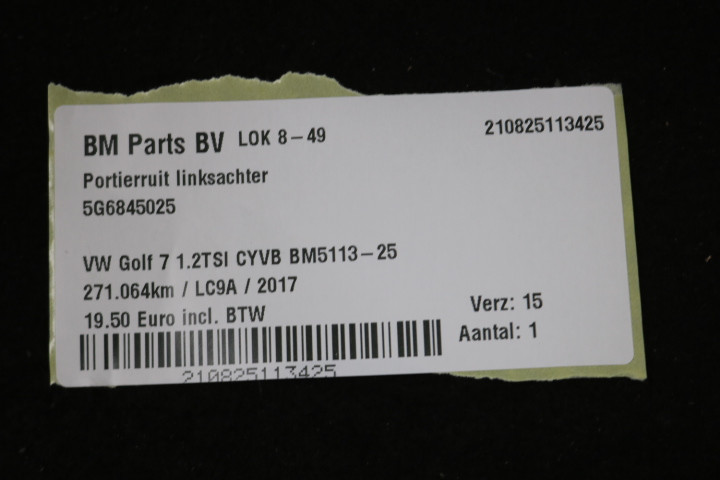 BM Parts BV LOK 8-49 210825113425
Portierruit linksachter
5G6845025
VW Golf 7 1.2TSI CYVB BM5113-25
271.064km / LC9A / 2017
19.50 Euro incl. BTW Verz: 15
Aantal: 1
210825113425